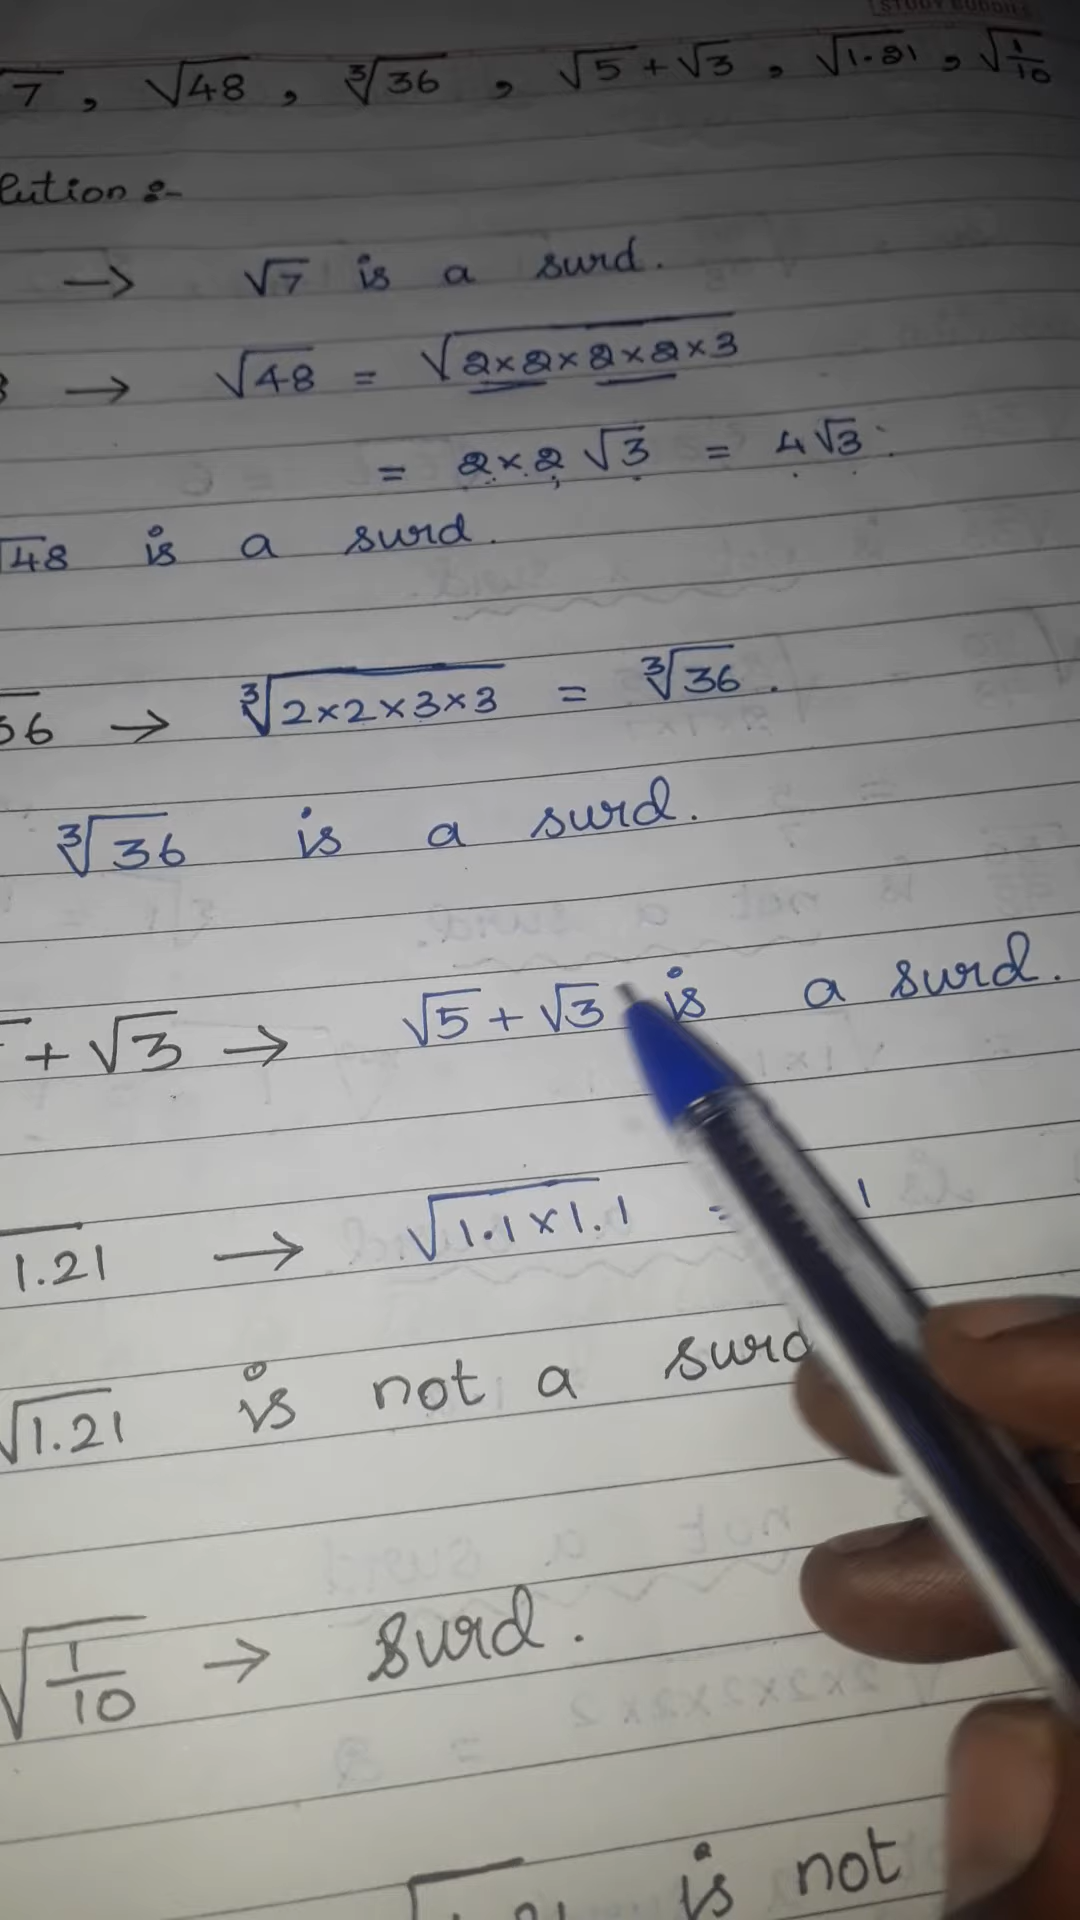 √7, √48, ∛36, √5+√3, √1.21, √1/10
lution :-
→ √7 is a surd.
→ √48 = √2×2×2×2×3
= 2×2√3 = 4√3.
√48 is a surd.
36 → ∛2×2×3×3 = ∛36.
∛36 is a surd.
+√3 → √5+√3 is a surd.
1.21 → √1.1×1.1 =
√1.21 is not a surd
√1/10 → surd.
is not